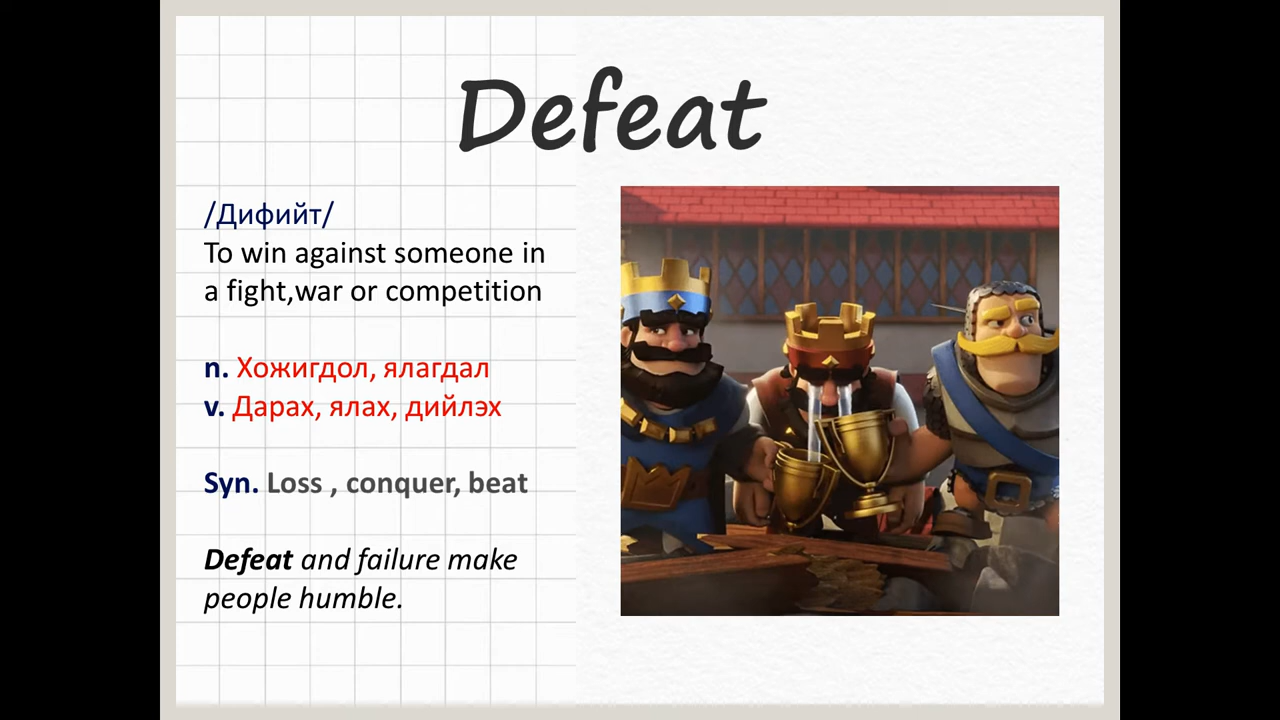 Defeat
/Дифийт/
To win against someone in
a fight,war or competition
n. Хожигдол, ялагдал
v. Дарах, ялах, дийлэх
Syn. Loss , conquer, beat
Defeat and failure make
people humble.